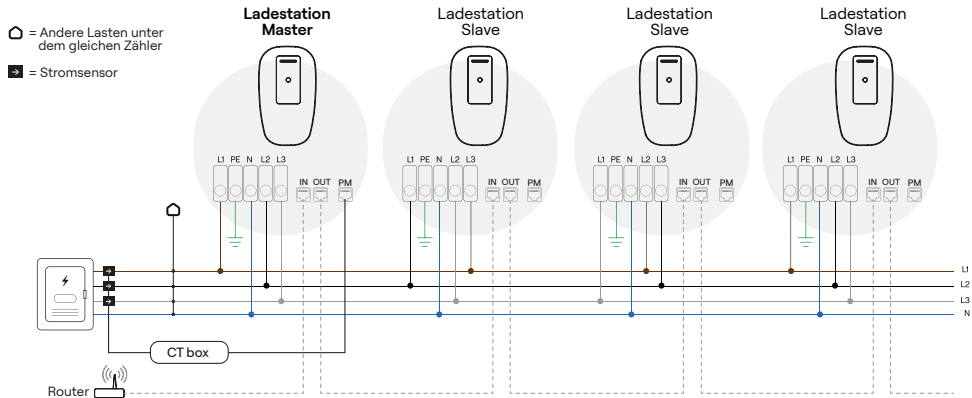 Ladestation
Master
Ladestation
Slave
Ladestation
Slave
Ladestation
Slave
= Andere Lasten unter
dem gleichen Zähler
= Stromsensor
L1 PE N L2 L3
IN OUT PM
L1 PE N L2 L3
IN OUT PM
L1 PE N L2 L3
IN OUT PM
L1 PE N L2 L3
IN OUT PM
L1
L2
L3
N
CT box
Router